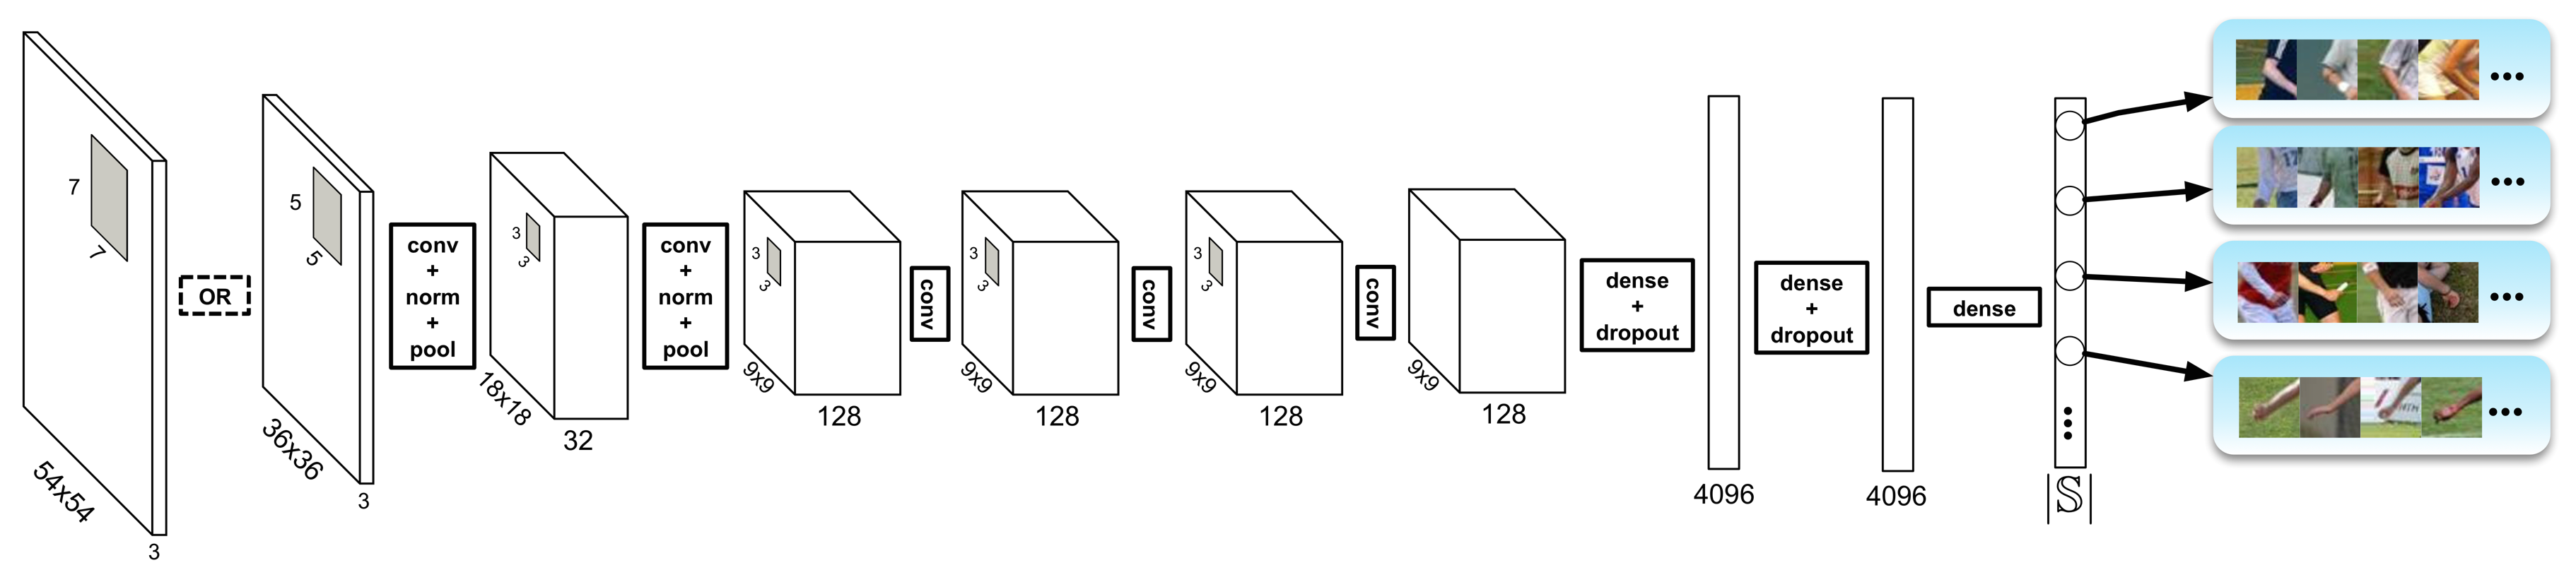 7
7
54x54
3
OR
5
5
36x36
3
conv
+
norm
+
pool
3
3
18x18
32
conv
+
norm
+
pool
3
3
9x9
128
conv
3
3
9x9
128
conv
3
3
9x9
128
conv
9x9
128
dense
+
dropout
4096
dense
+
dropout
4096
dense
|𝕊|
...
...
...
...